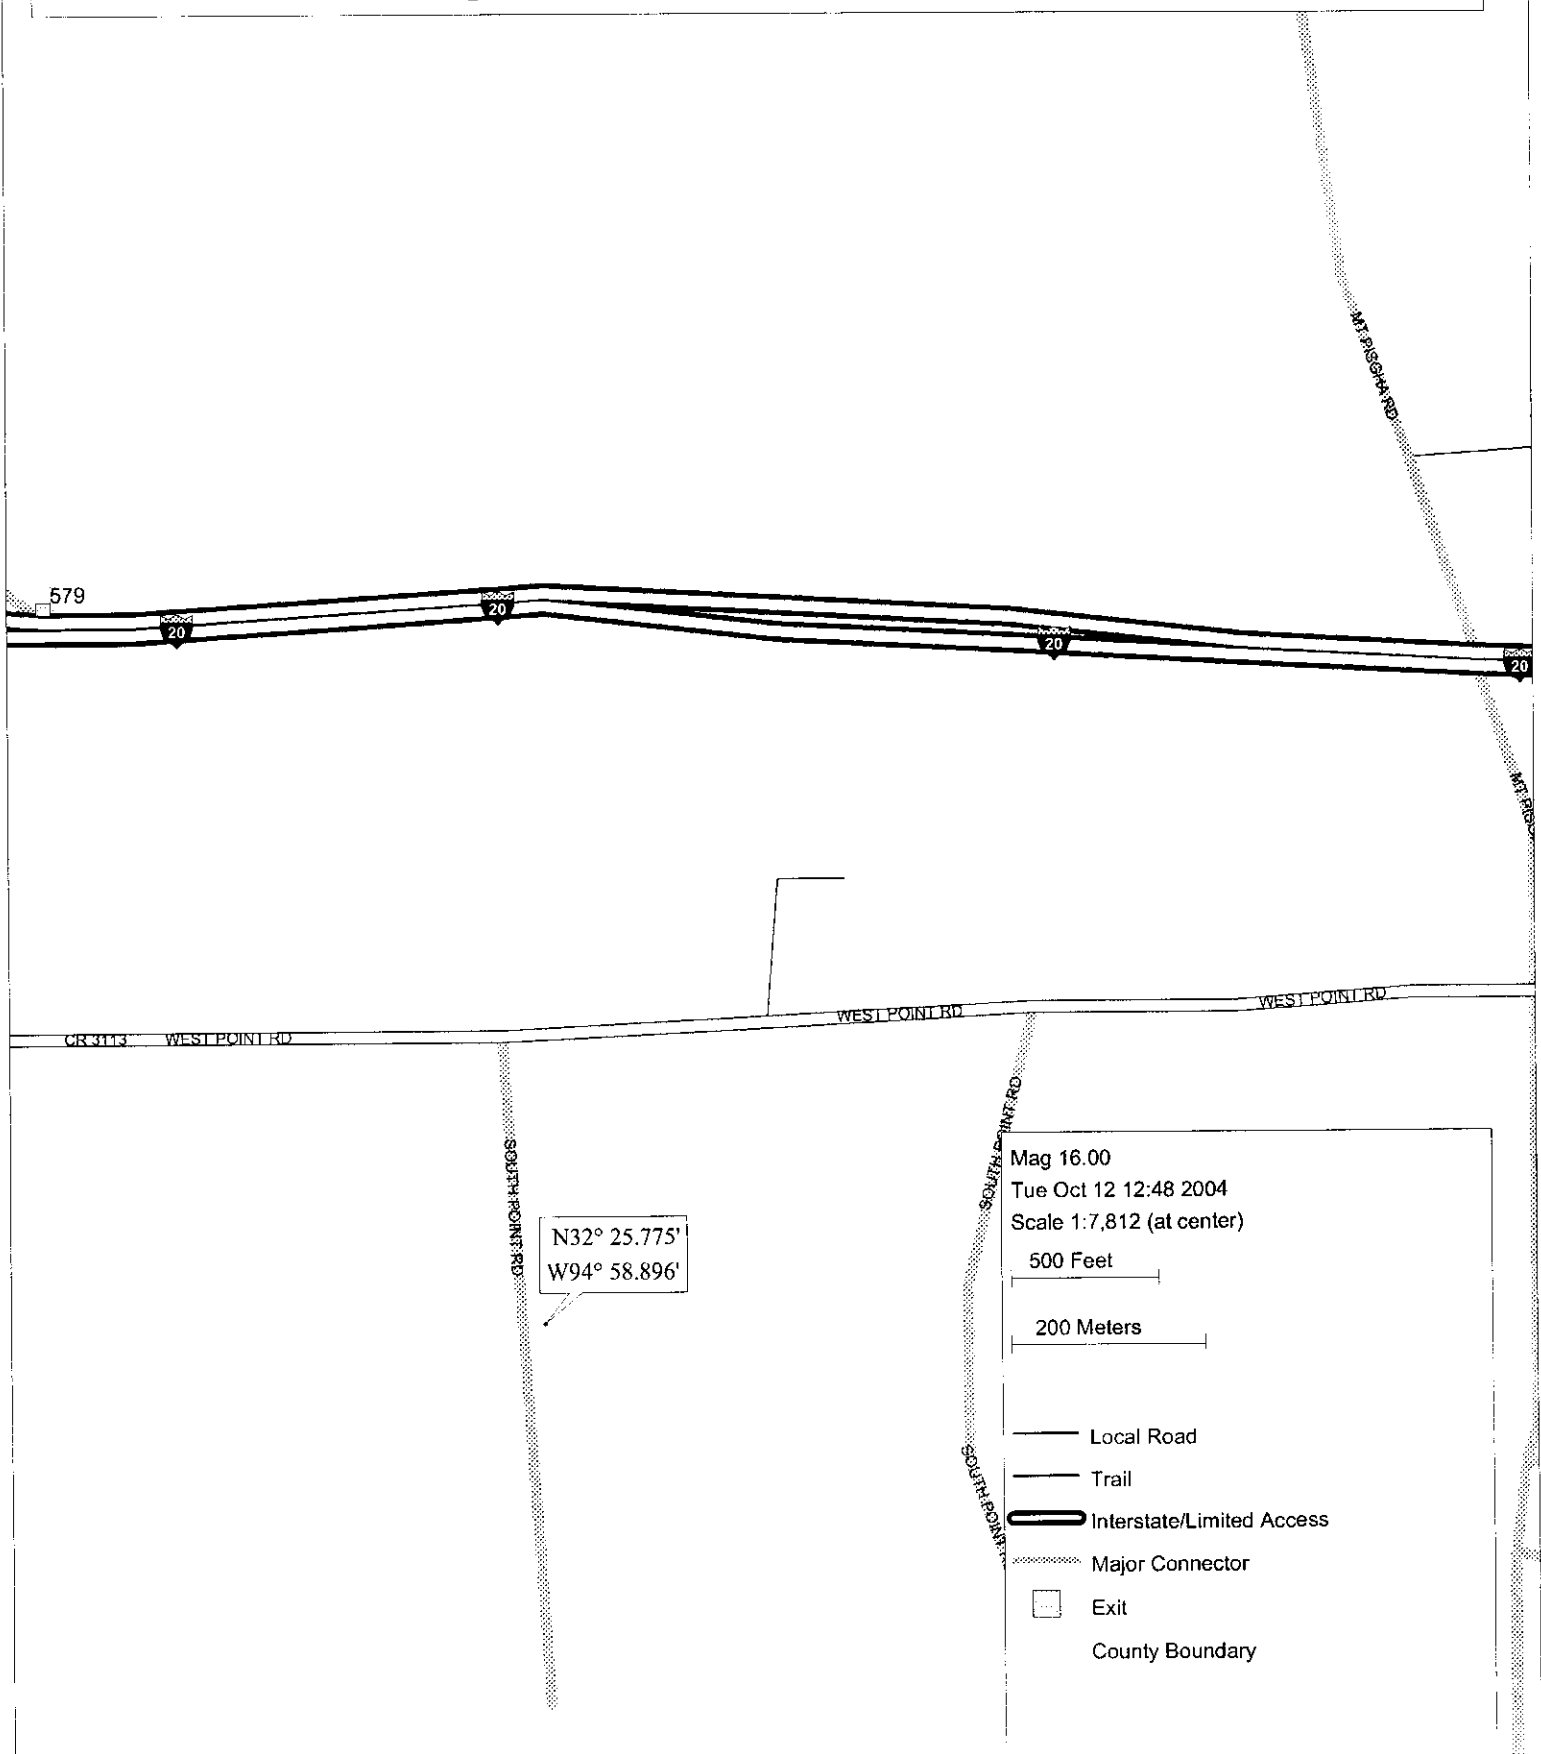 MT PISGHA RD
579
20
20
20
20
MT PISG
WEST POINT RD
WEST POINT RD
CR 3113
WEST POINT RD
SOUTH POINT RD
SOUTH POINT RD
N32° 25.775'
W94° 58.896'
Mag 16.00
Tue Oct 12 12:48 2004
Scale 1:7,812 (at center)
500 Feet
200 Meters
SOUTH POINT
Local Road
Trail
Interstate/Limited Access
Major Connector
Exit
County Boundary